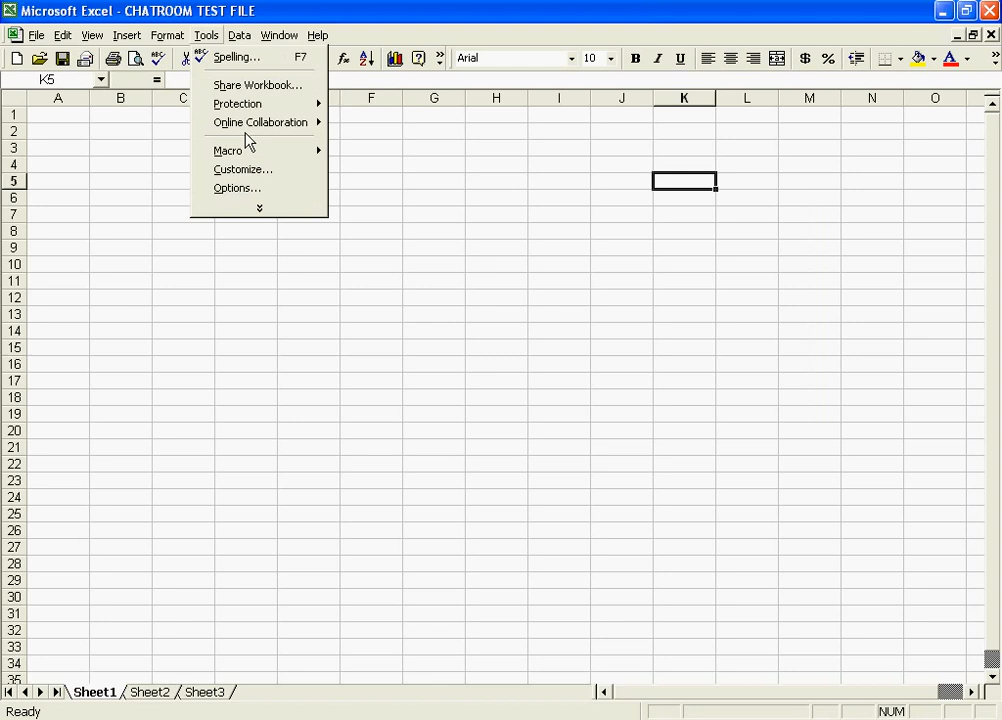 Microsoft Excel - CHATROOM TEST FILE
File Edit View Insert Format Tools Data Window Help
Arial 10 B I U $ %
K5 =
Spelling... F7
Share Workbook...
Protection
Online Collaboration
Macro
Customize...
Options...
A B C F G H I J K L M N O
1
2
3
4
5
6
7
8
9
10
11
12
13
14
15
16
17
18
19
20
21
22
23
24
25
26
27
28
29
30
31
32
33
34
35
Sheet1 Sheet2 Sheet3
Ready NUM